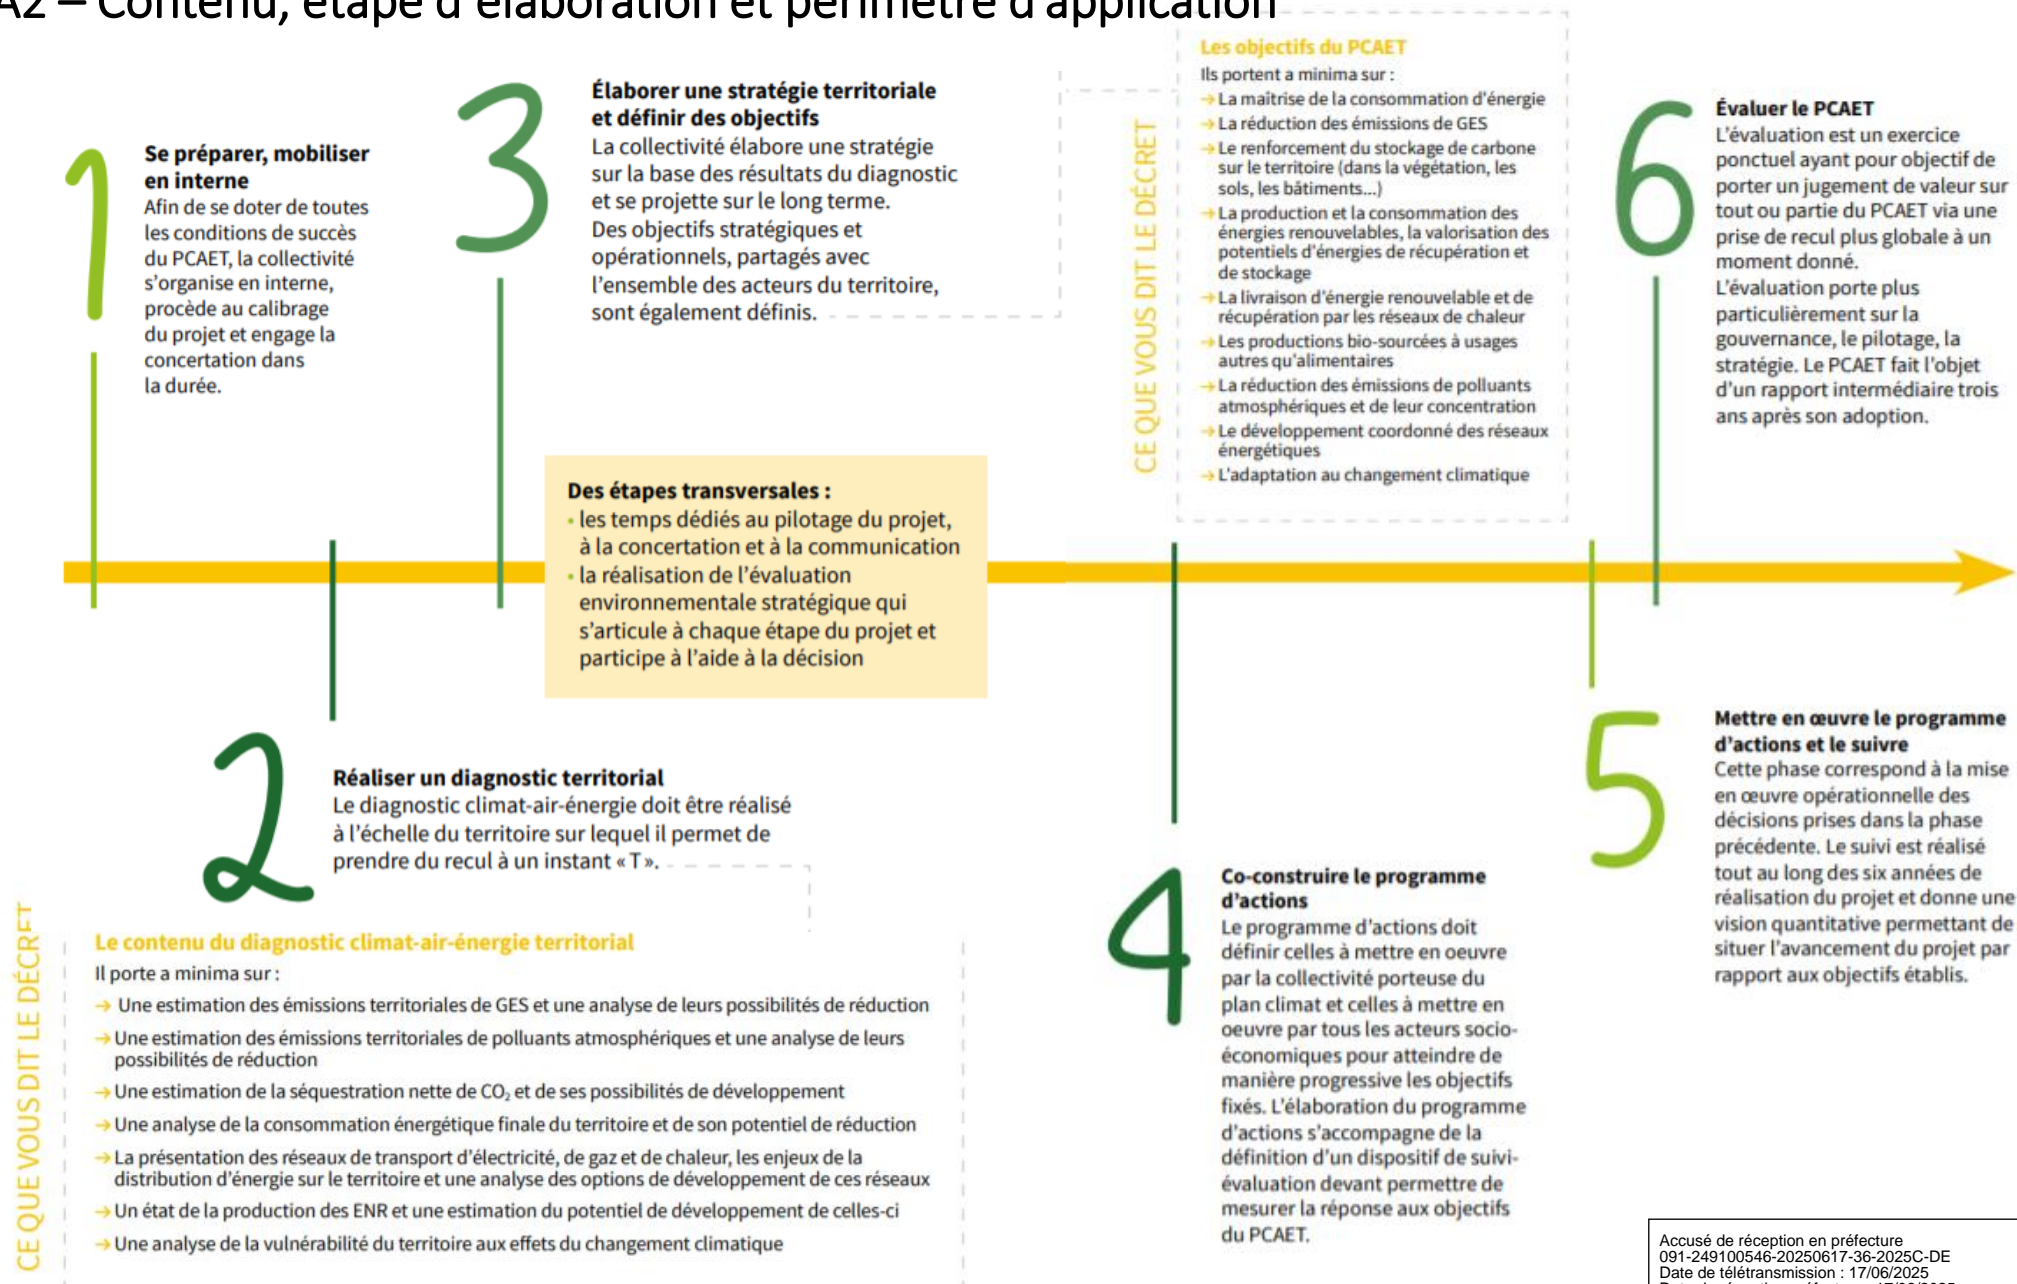 A2 – Contenu, étape d'élaboration et périmètre d'application
1
Se préparer, mobiliser
en interne
Afin de se doter de toutes
les conditions de succès
du PCAET, la collectivité
s'organise en interne,
procède au calibrage
du projet et engage la
concertation dans
la durée.
3
Élaborer une stratégie territoriale
et définir des objectifs
La collectivité élabore une stratégie
sur la base des résultats du diagnostic
et se projette sur le long terme.
Des objectifs stratégiques et
opérationnels, partagés avec
l'ensemble des acteurs du territoire,
sont également définis.
CE QUE VOUS DIT LE DÉCRET
Les objectifs du PCAET
Ils portent a minima sur :
→ La maîtrise de la consommation d'énergie
→ La réduction des émissions de GES
→ Le renforcement du stockage de carbone
sur le territoire (dans la végétation, les
sols, les bâtiments...)
→ La production et la consommation des
énergies renouvelables, la valorisation des
potentiels d'énergies de récupération et
de stockage
→ La livraison d'énergie renouvelable et de
récupération par les réseaux de chaleur
→ Les productions bio-sourcées à usages
autres qu'alimentaires
→ La réduction des émissions de polluants
atmosphériques et de leur concentration
→ Le développement coordonné des réseaux
énergétiques
→ L'adaptation au changement climatique
6
Évaluer le PCAET
L'évaluation est un exercice
ponctuel ayant pour objectif de
porter un jugement de valeur sur
tout ou partie du PCAET via une
prise de recul plus globale à un
moment donné.
L'évaluation porte plus
particulièrement sur la
gouvernance, le pilotage, la
stratégie. Le PCAET fait l'objet
d'un rapport intermédiaire trois
ans après son adoption.
Des étapes transversales :
• les temps dédiés au pilotage du projet,
à la concertation et à la communication
• la réalisation de l'évaluation
environnementale stratégique qui
s'articule à chaque étape du projet et
participe à l'aide à la décision
2
Réaliser un diagnostic territorial
Le diagnostic climat-air-énergie doit être réalisé
à l'échelle du territoire sur lequel il permet de
prendre du recul à un instant « T ».
CE QUE VOUS DIT LE DÉCRET
Le contenu du diagnostic climat-air-énergie territorial
Il porte a minima sur :
→ Une estimation des émissions territoriales de GES et une analyse de leurs possibilités de réduction
→ Une estimation des émissions territoriales de polluants atmosphériques et une analyse de leurs
possibilités de réduction
→ Une estimation de la séquestration nette de CO₂ et de ses possibilités de développement
→ Une analyse de la consommation énergétique finale du territoire et de son potentiel de réduction
→ La présentation des réseaux de transport d'électricité, de gaz et de chaleur, les enjeux de la
distribution d'énergie sur le territoire et une analyse des options de développement de ces réseaux
→ Un état de la production des ENR et une estimation du potentiel de développement de celles-ci
→ Une analyse de la vulnérabilité du territoire aux effets du changement climatique
4
Co-construire le programme
d'actions
Le programme d'actions doit
définir celles à mettre en oeuvre
par la collectivité porteuse du
plan climat et celles à mettre en
oeuvre par tous les acteurs socio-
économiques pour atteindre de
manière progressive les objectifs
fixés. L'élaboration du programme
d'actions s'accompagne de la
définition d'un dispositif de suivi-
évaluation devant permettre de
mesurer la réponse aux objectifs
du PCAET.
5
Mettre en œuvre le programme
d'actions et le suivre
Cette phase correspond à la mise
en œuvre opérationnelle des
décisions prises dans la phase
précédente. Le suivi est réalisé
tout au long des six années de
réalisation du projet et donne une
vision quantitative permettant de
situer l'avancement du projet par
rapport aux objectifs établis.
Accusé de réception en préfecture
091-249100546-20250617-36-2025C-DE
Date de télétransmission : 17/06/2025